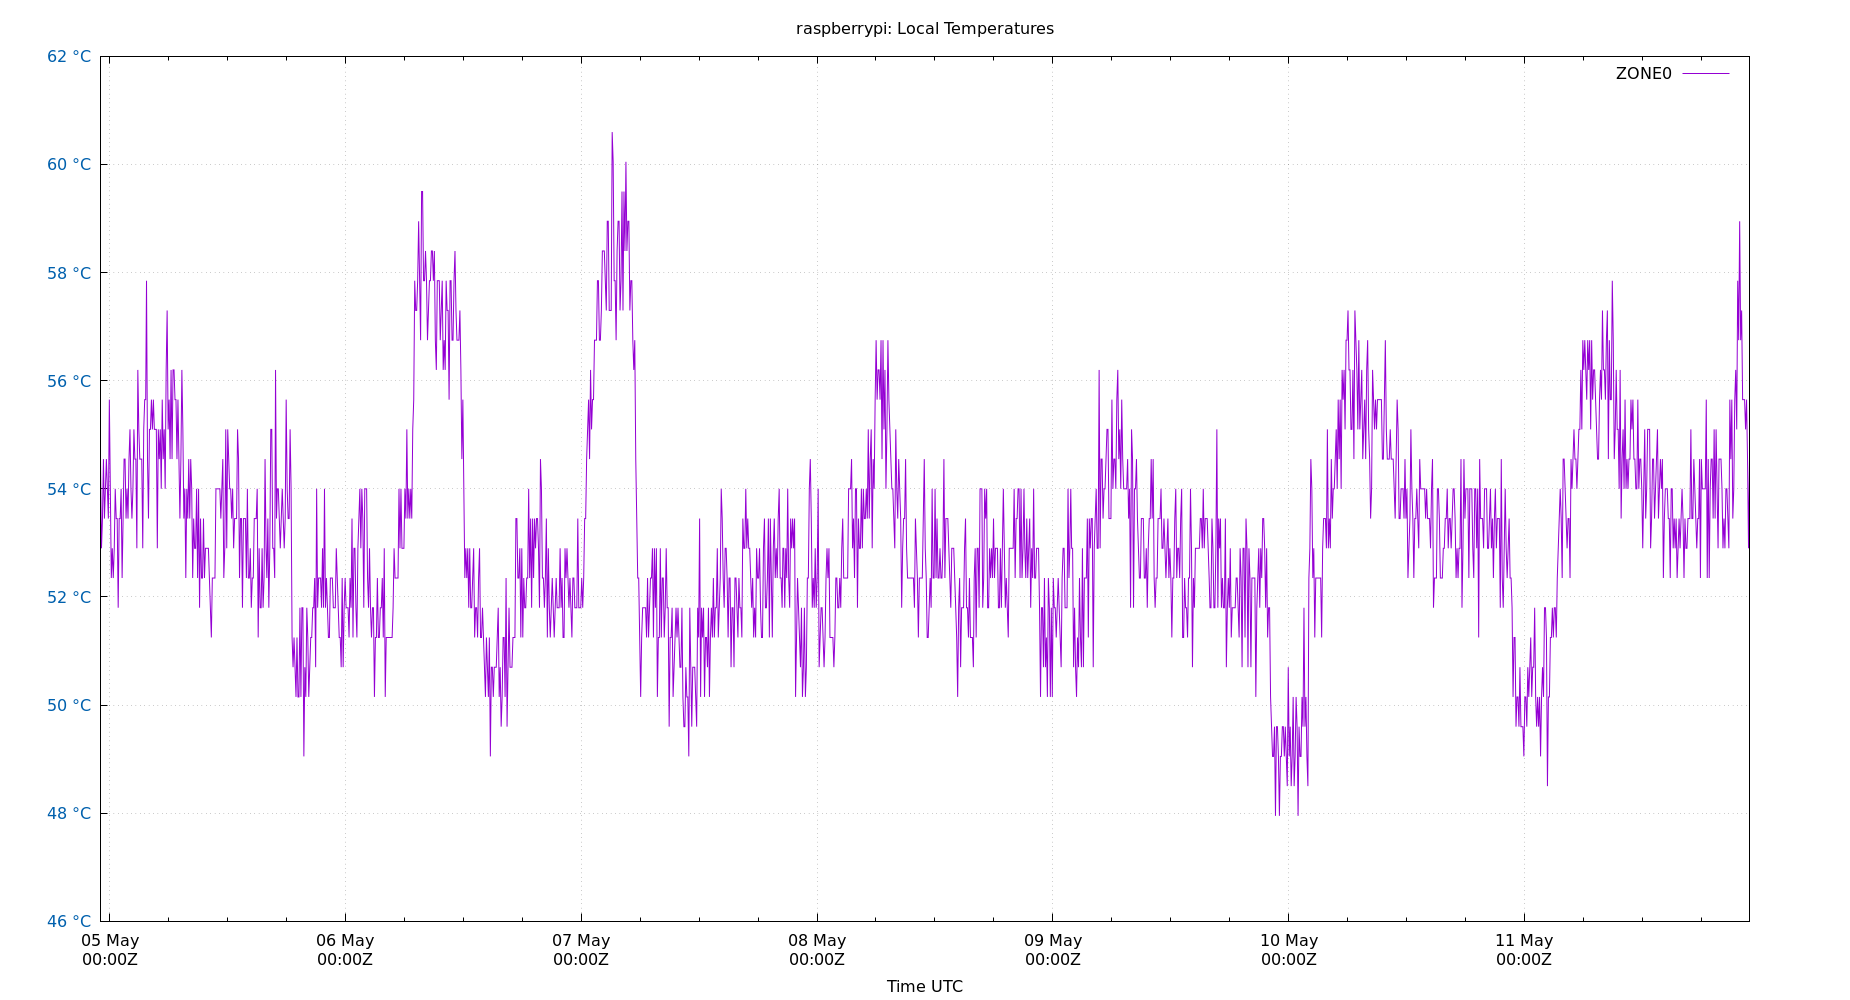 raspberrypi: Local Temperatures
62 °C
ZONE0
60 °C
58 °C
56 °C
54 °C
52 °C
50 °C
48 °C
46 °C
05 May 06 May 07 May 08 May 09 May 10 May 11 May
00:00Z 00:00Z 00:00Z 00:00Z 00:00Z 00:00Z 00:00Z
Time UTC